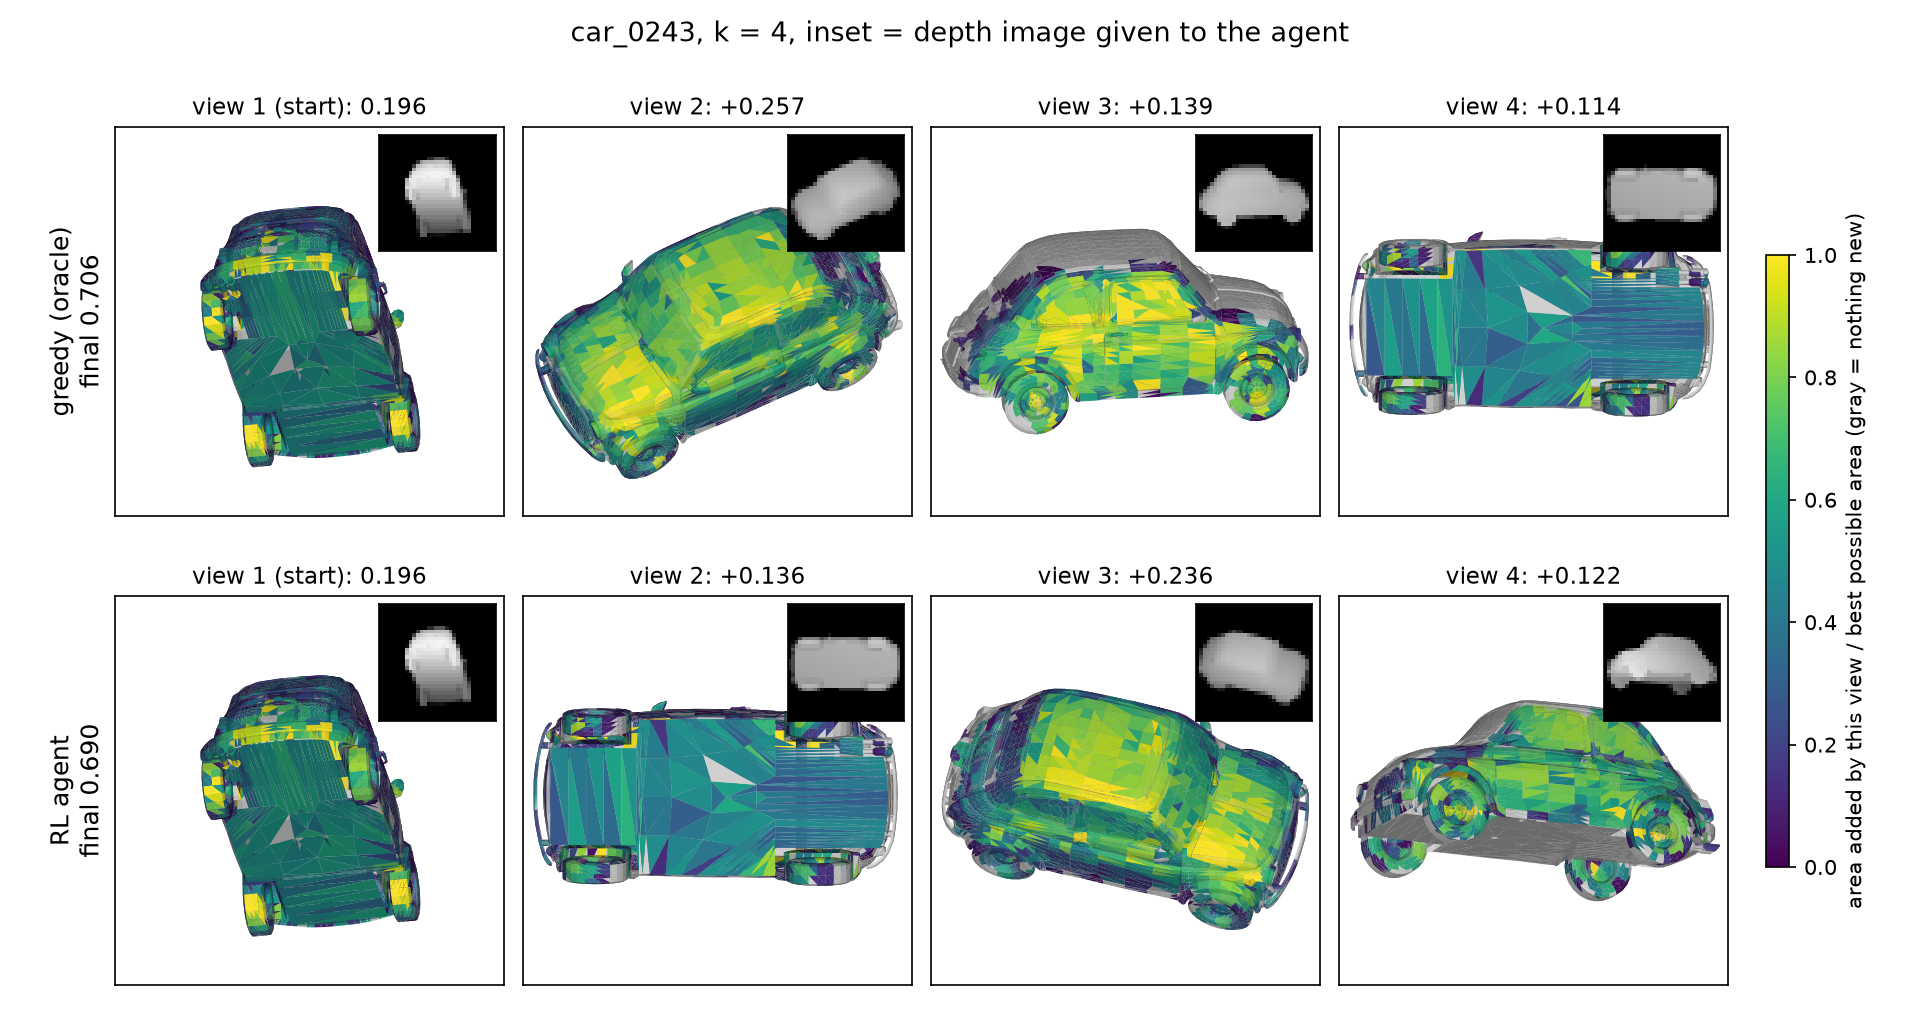 car_0243, k = 4, inset = depth image given to the agent
view 1 (start): 0.196
view 2: +0.257
view 3: +0.139
view 4: +0.114
greedy (oracle)
final 0.706
view 1 (start): 0.196
view 2: +0.136
view 3: +0.236
view 4: +0.122
RL agent
final 0.690
1.0
0.8
0.6
0.4
0.2
0.0
area added by this view / best possible area (gray = nothing new)